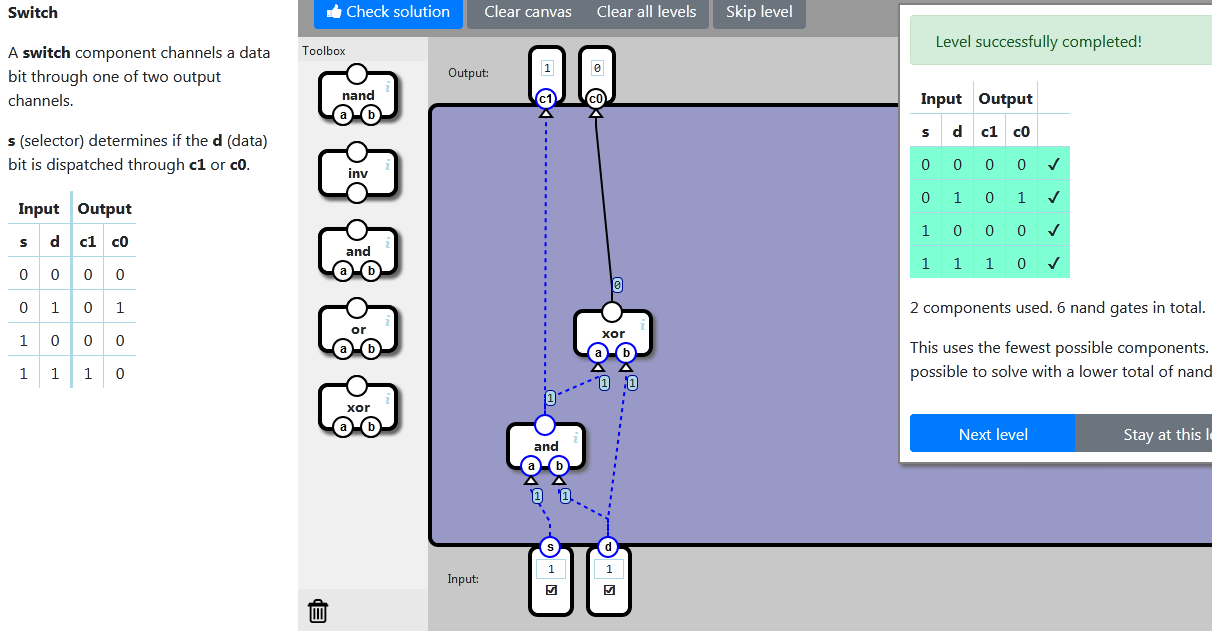 Switch
A switch component channels a data
bit through one of two output
channels.
s (selector) determines if the d (data)
bit is dispatched through c1 or c0.
Input Output
s d c1 c0
0 0 0 0
0 1 0 1
1 0 0 0
1 1 1 0
Check solution Clear canvas Clear all levels Skip level
Toolbox
nand
i
a b
inv
i
and
i
a b
or
i
a b
xor
i
a b
Output:
1 0
c1 c0
0
xor
i
a b
1 1
1
and
i
a b
1 1
s d
Input:
1 1
Level successfully completed!
Input Output
s d c1 c0
0 0 0 0 ✓
0 1 0 1 ✓
1 0 0 0 ✓
1 1 1 0 ✓
2 components used. 6 nand gates in total.
This uses the fewest possible components.
possible to solve with a lower total of nand
Next level Stay at this